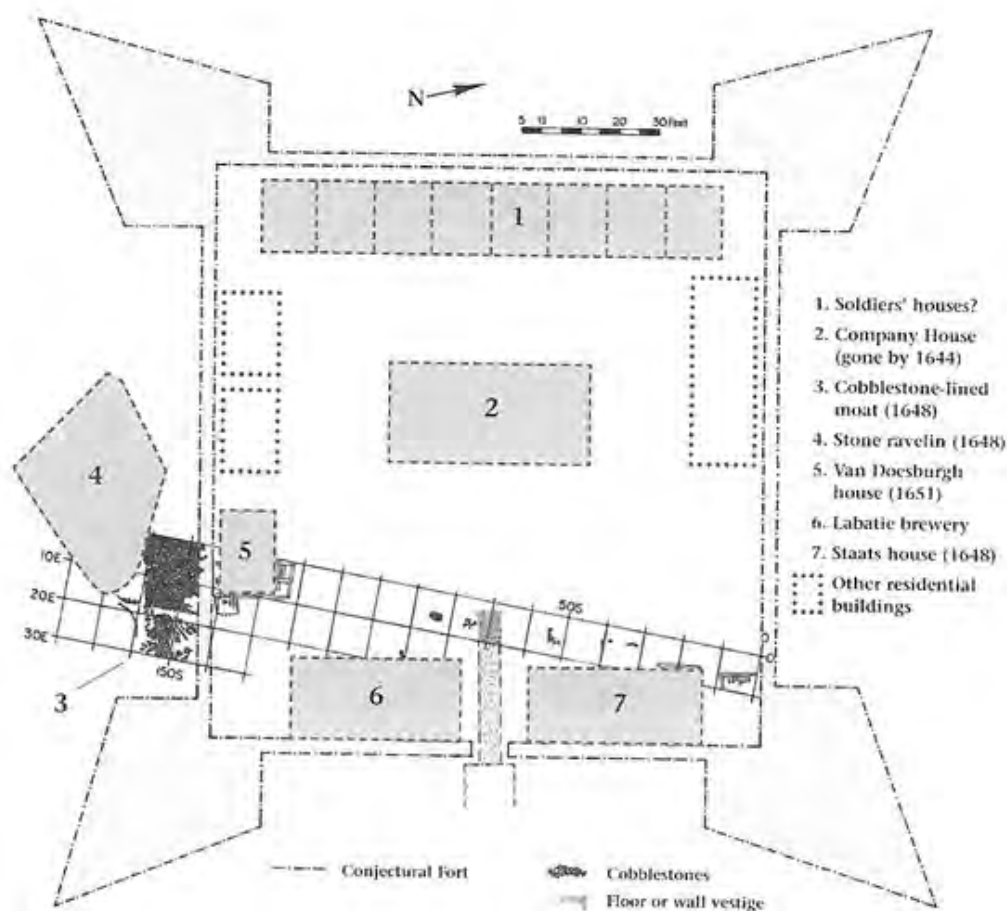 N
5 0 10 20 30 Feet
1
2
4
5
10E
20E
30E
150S
50S
3
6
7
1. Soldiers' houses?
2. Company House
(gone by 1644)
3. Cobblestone-lined
moat (1648)
4. Stone ravelin (1648)
5. Van Doesburgh
house (1651)
6. Labatie brewery
7. Staats house (1648)
Other residential
buildings
Conjectural Fort
Cobblestones
Floor or wall vestige